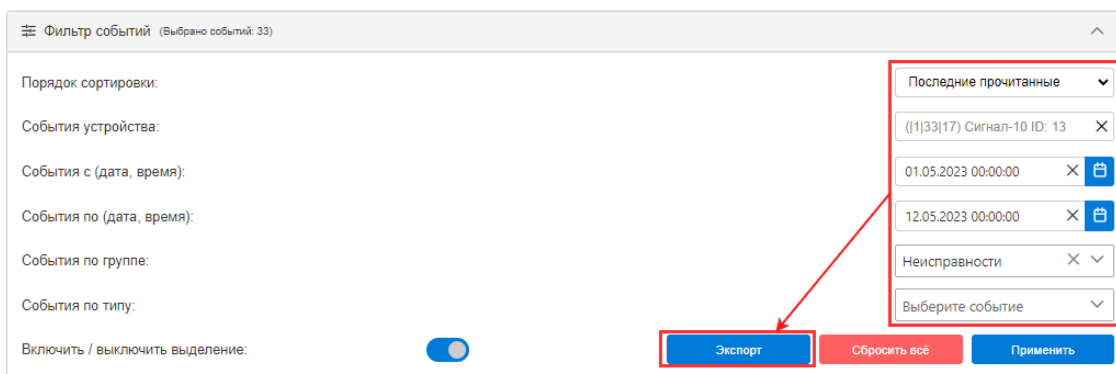 Фильтр событий (Выбрано событий: 33)
Порядок сортировки: Последние прочитанные
События устройства: (|1|33|17) Сигнал-10 ID: 13
События с (дата, время): 01.05.2023 00:00:00
События по (дата, время): 12.05.2023 00:00:00
События по группе: Неисправности
События по типу: Выберите событие
Включить / выключить выделение: Экспорт Сбросить всё Применить